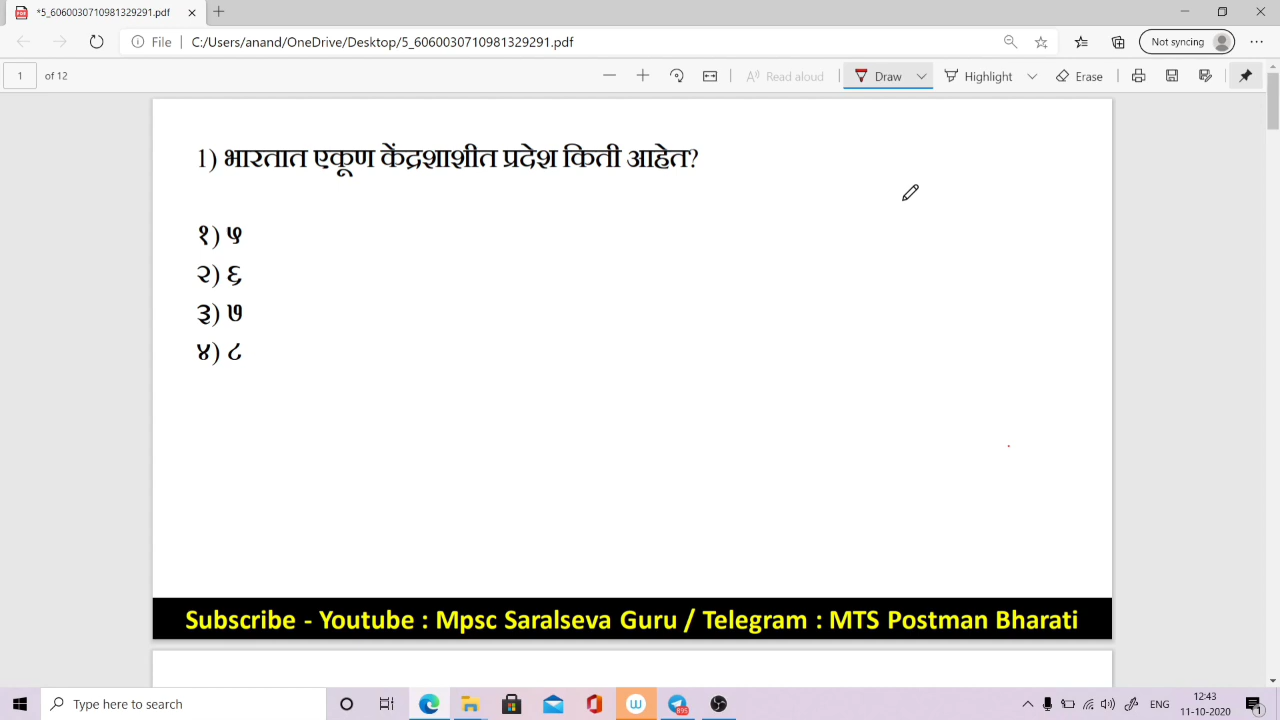 *5_6060030710981329291.pdf
File C:/Users/anand/OneDrive/Desktop/5_6060030710981329291.pdf Not syncing
1 of 12 Read aloud Draw Highlight Erase
1) भारतात एकूण केंद्रशाशीत प्रदेश किती आहेत?
१) ५
२) ६
३) ७
४) ८
Subscribe - Youtube : Mpsc Saralseva Guru / Telegram : MTS Postman Bharati
Type here to search 895 ENG 12:43
11-10-2020 1